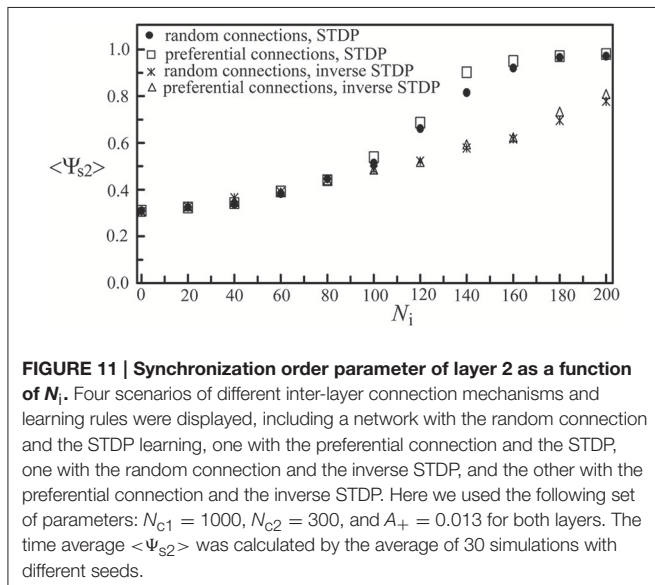 ● random connections, STDP
□ preferential connections, STDP
✳ random connections, inverse STDP
△ preferential connections, inverse STDP
1.0
0.8
0.6
<Ψs2>
0.4
0.2
0.0
0 20 40 60 80 100 120 140 160 180 200
Ni
FIGURE 11 | Synchronization order parameter of layer 2 as a function
of Ni. Four scenarios of different inter-layer connection mechanisms and
learning rules were displayed, including a network with the random connection
and the STDP learning, one with the preferential connection and the STDP,
one with the random connection and the inverse STDP, and the other with the
preferential connection and the inverse STDP. Here we used the following set
of parameters: Nc1 = 1000, Nc2 = 300, and A+ = 0.013 for both layers. The
time average <Ψs2> was calculated by the average of 30 simulations with
different seeds.